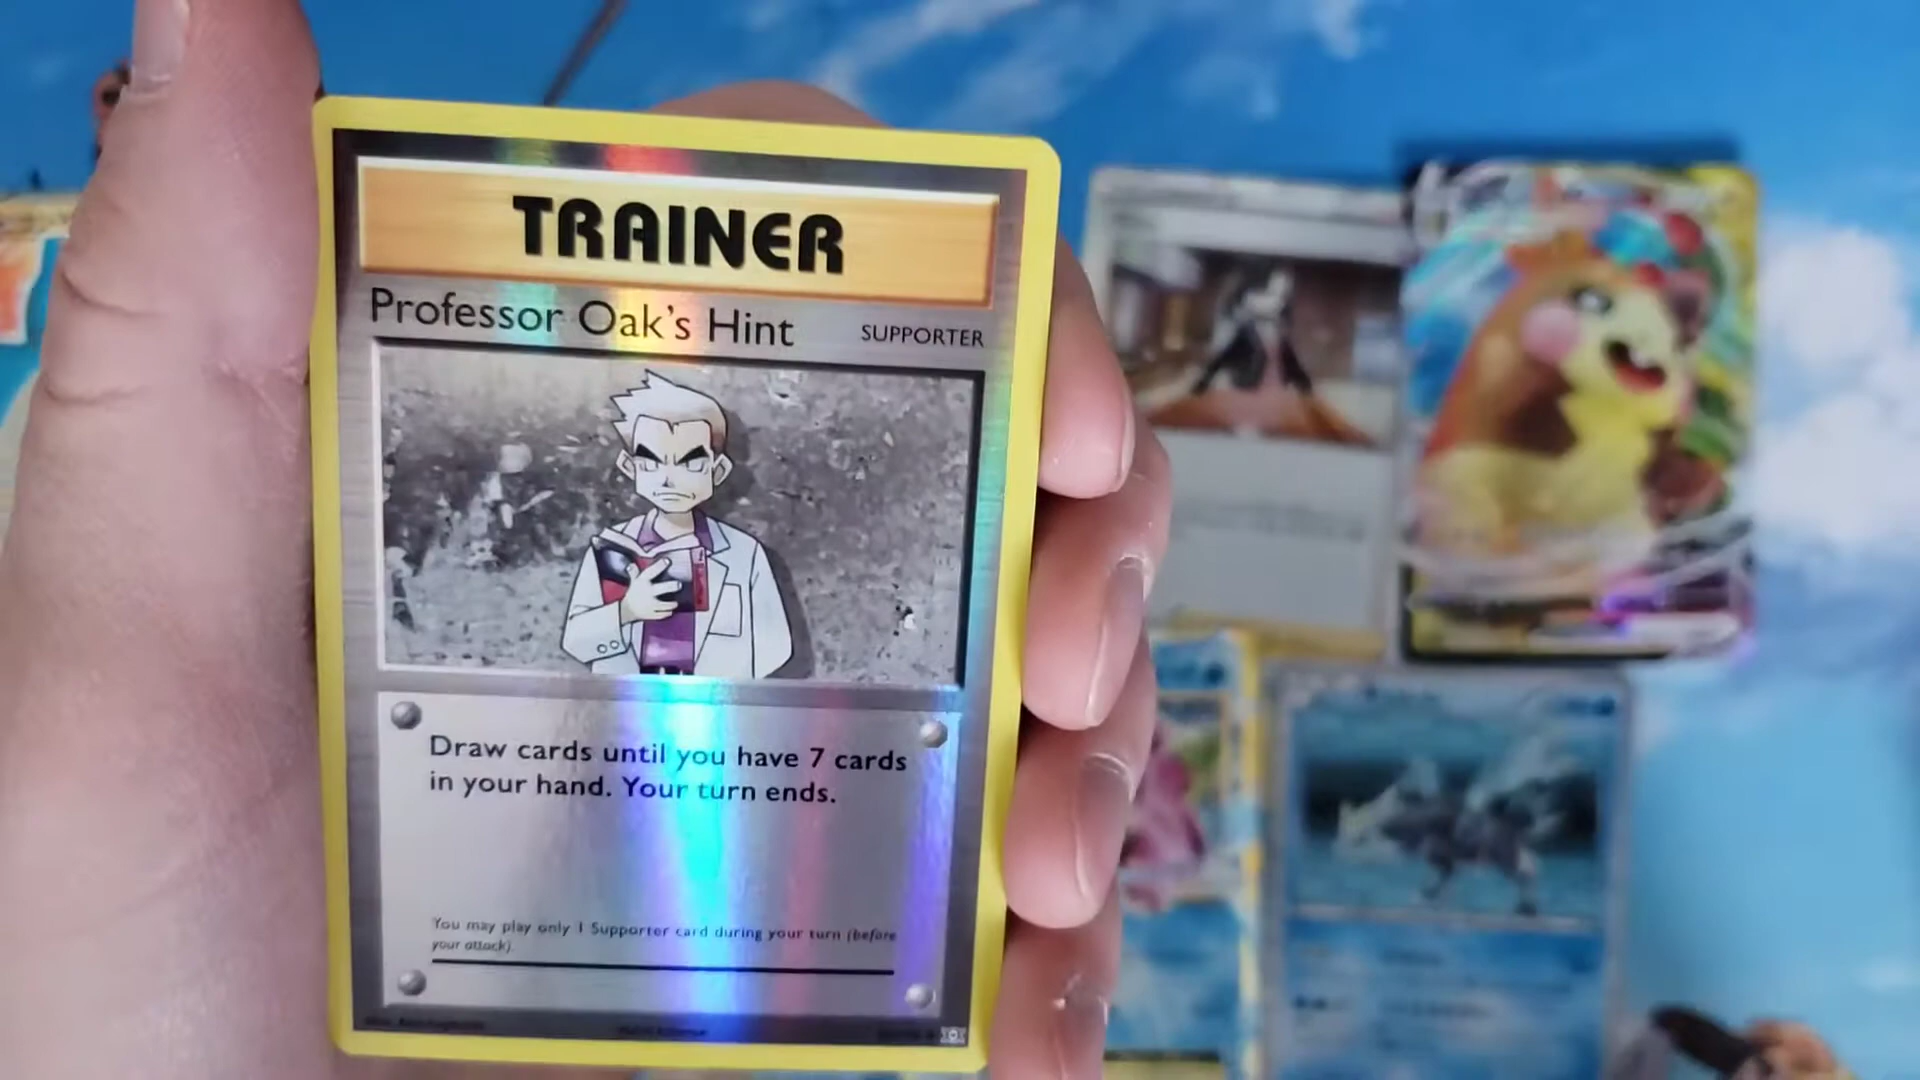 TRAINER
Professor Oak's Hint
SUPPORTER
Draw cards until you have 7 cards
in your hand. Your turn ends.
You may play only 1 Supporter card during your turn (before
your attack).